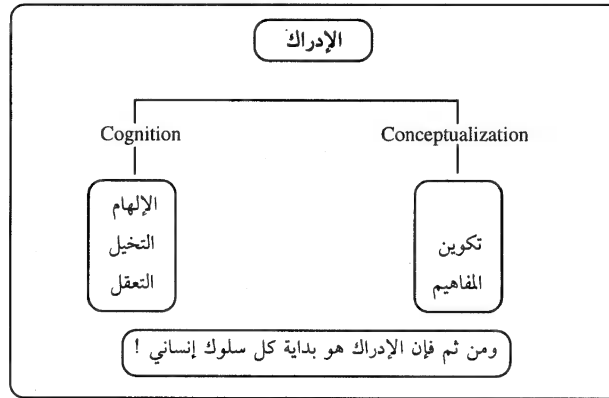 الإدراك
Conceptualization
Cognition
تكوين
المفاهيم
الإلهام
التخيل
التعقل
ومن ثم فإن الإدراك هو بداية كل سلوك إنساني !